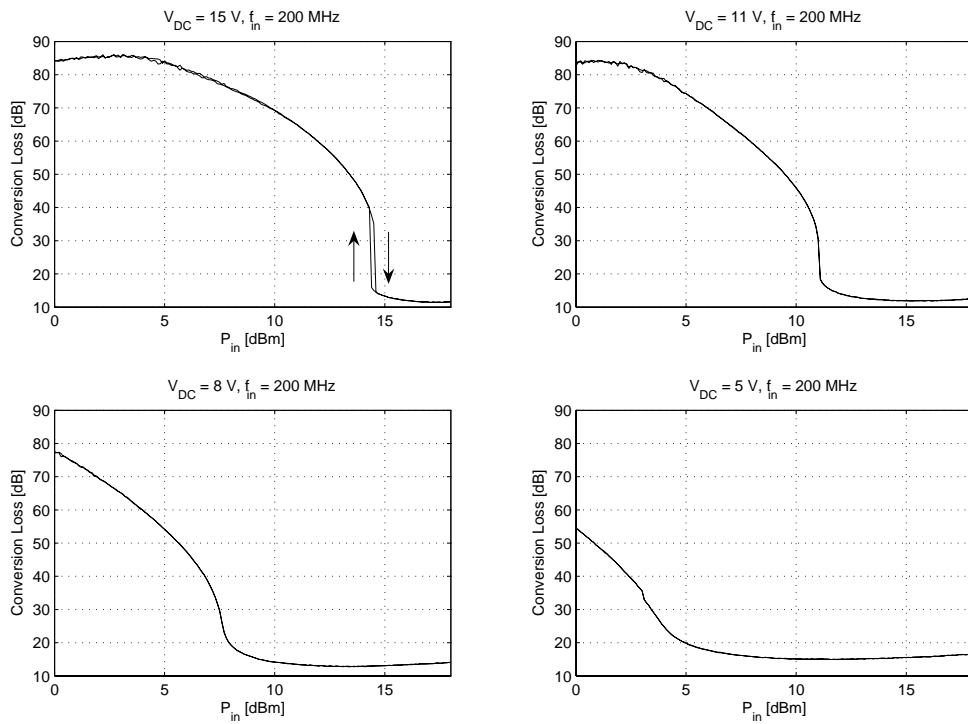 V_DC = 15 V, f_in = 200 MHz
90
80
70
60
50
40
30
20
10
Conversion Loss [dB]
0 5 10 15
P_in [dBm]
V_DC = 11 V, f_in = 200 MHz
90
80
70
60
50
40
30
20
10
Conversion Loss [dB]
0 5 10 15
P_in [dBm]
V_DC = 8 V, f_in = 200 MHz
90
80
70
60
50
40
30
20
10
Conversion Loss [dB]
0 5 10 15
P_in [dBm]
V_DC = 5 V, f_in = 200 MHz
90
80
70
60
50
40
30
20
10
Conversion Loss [dB]
0 5 10 15
P_in [dBm]